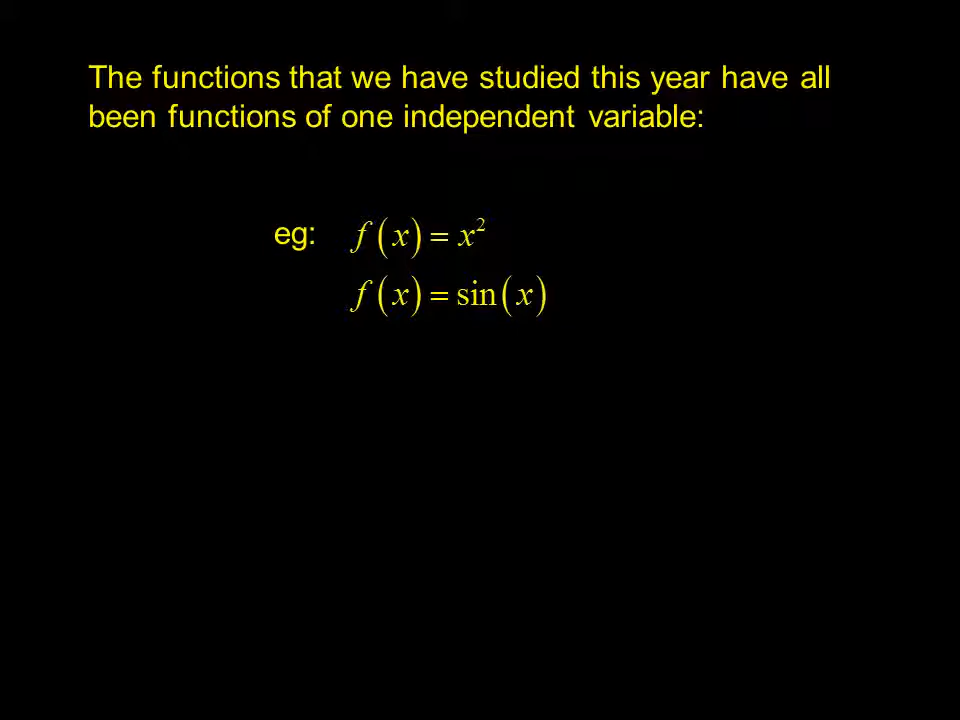 The functions that we have studied this year have all
been functions of one independent variable:
eg: f(x) = x²
f(x) = sin(x)